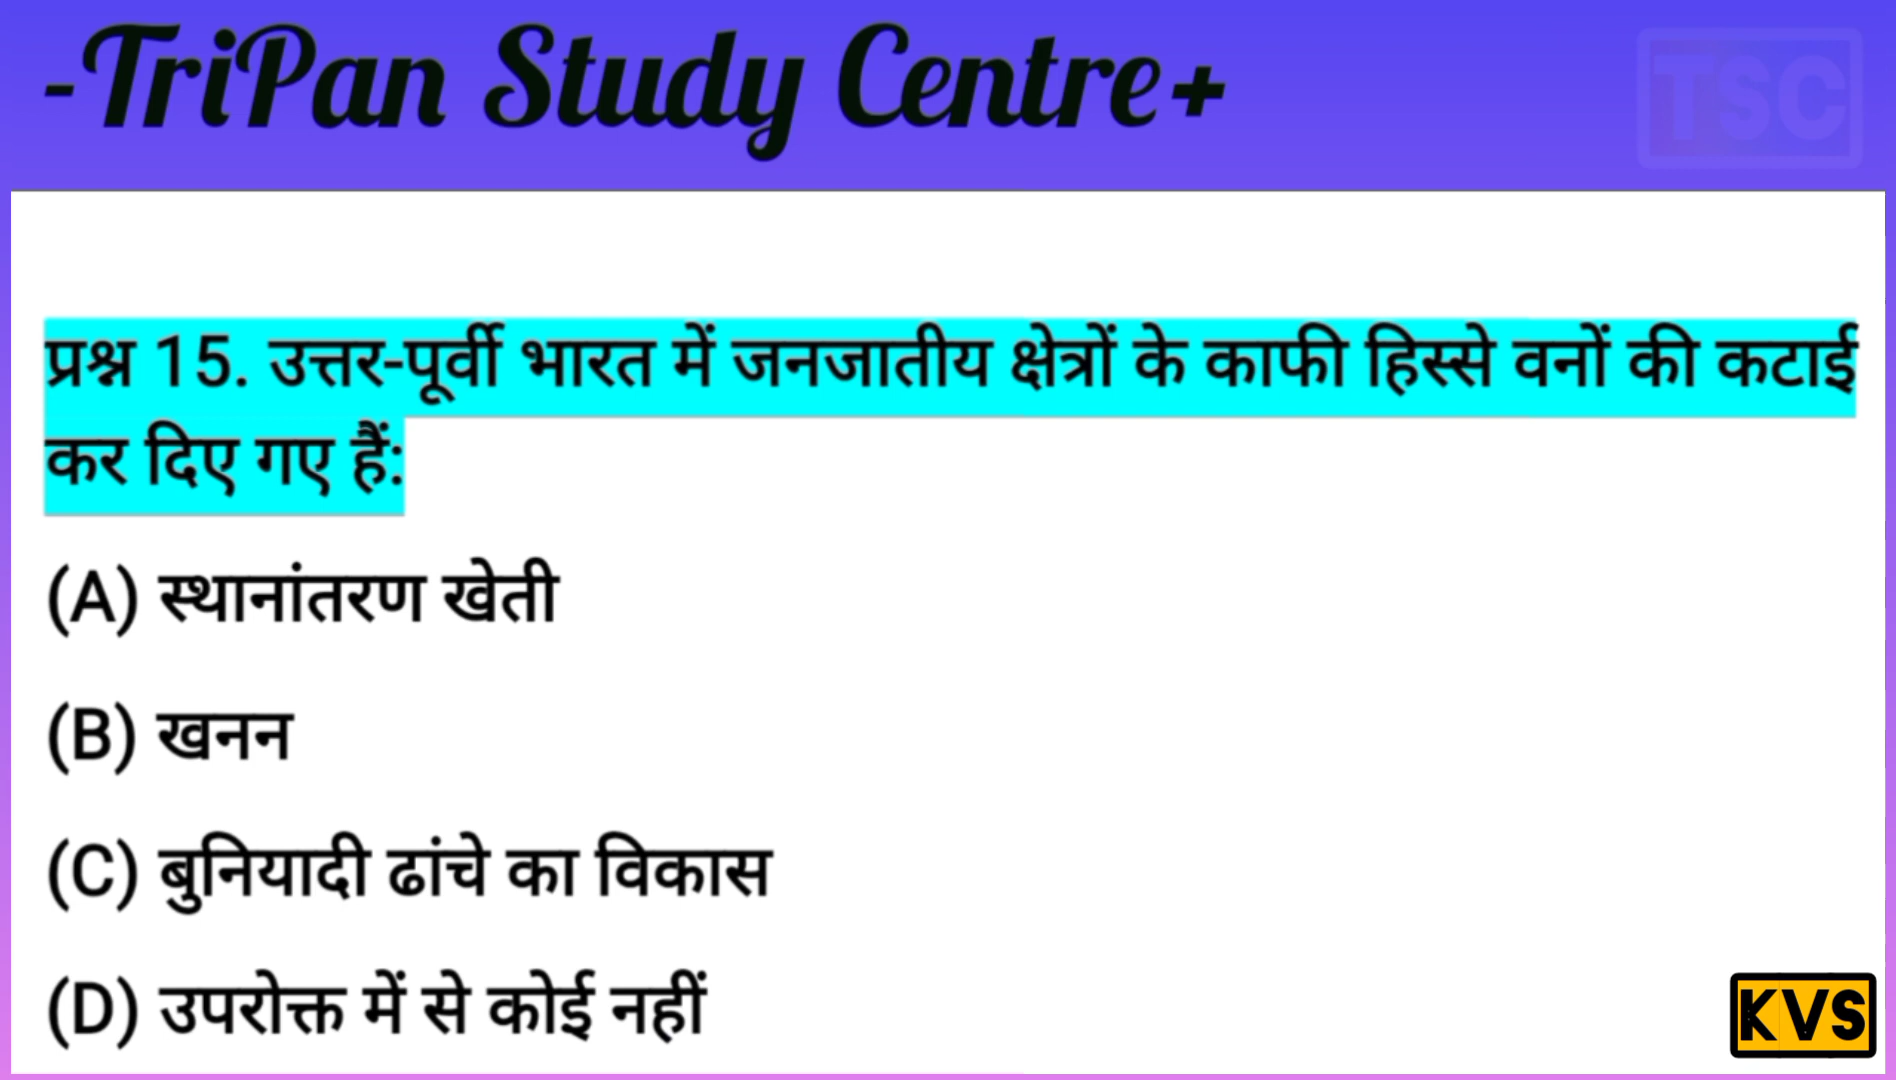 -TriPan Study Centre+
TSC
प्रश्न 15. उत्तर-पूर्वी भारत में जनजातीय क्षेत्रों के काफी हिस्से वनों की कटाई
कर दिए गए हैं:
(A) स्थानांतरण खेती
(B) खनन
(C) बुनियादी ढांचे का विकास
(D) उपरोक्त में से कोई नहीं
KVS